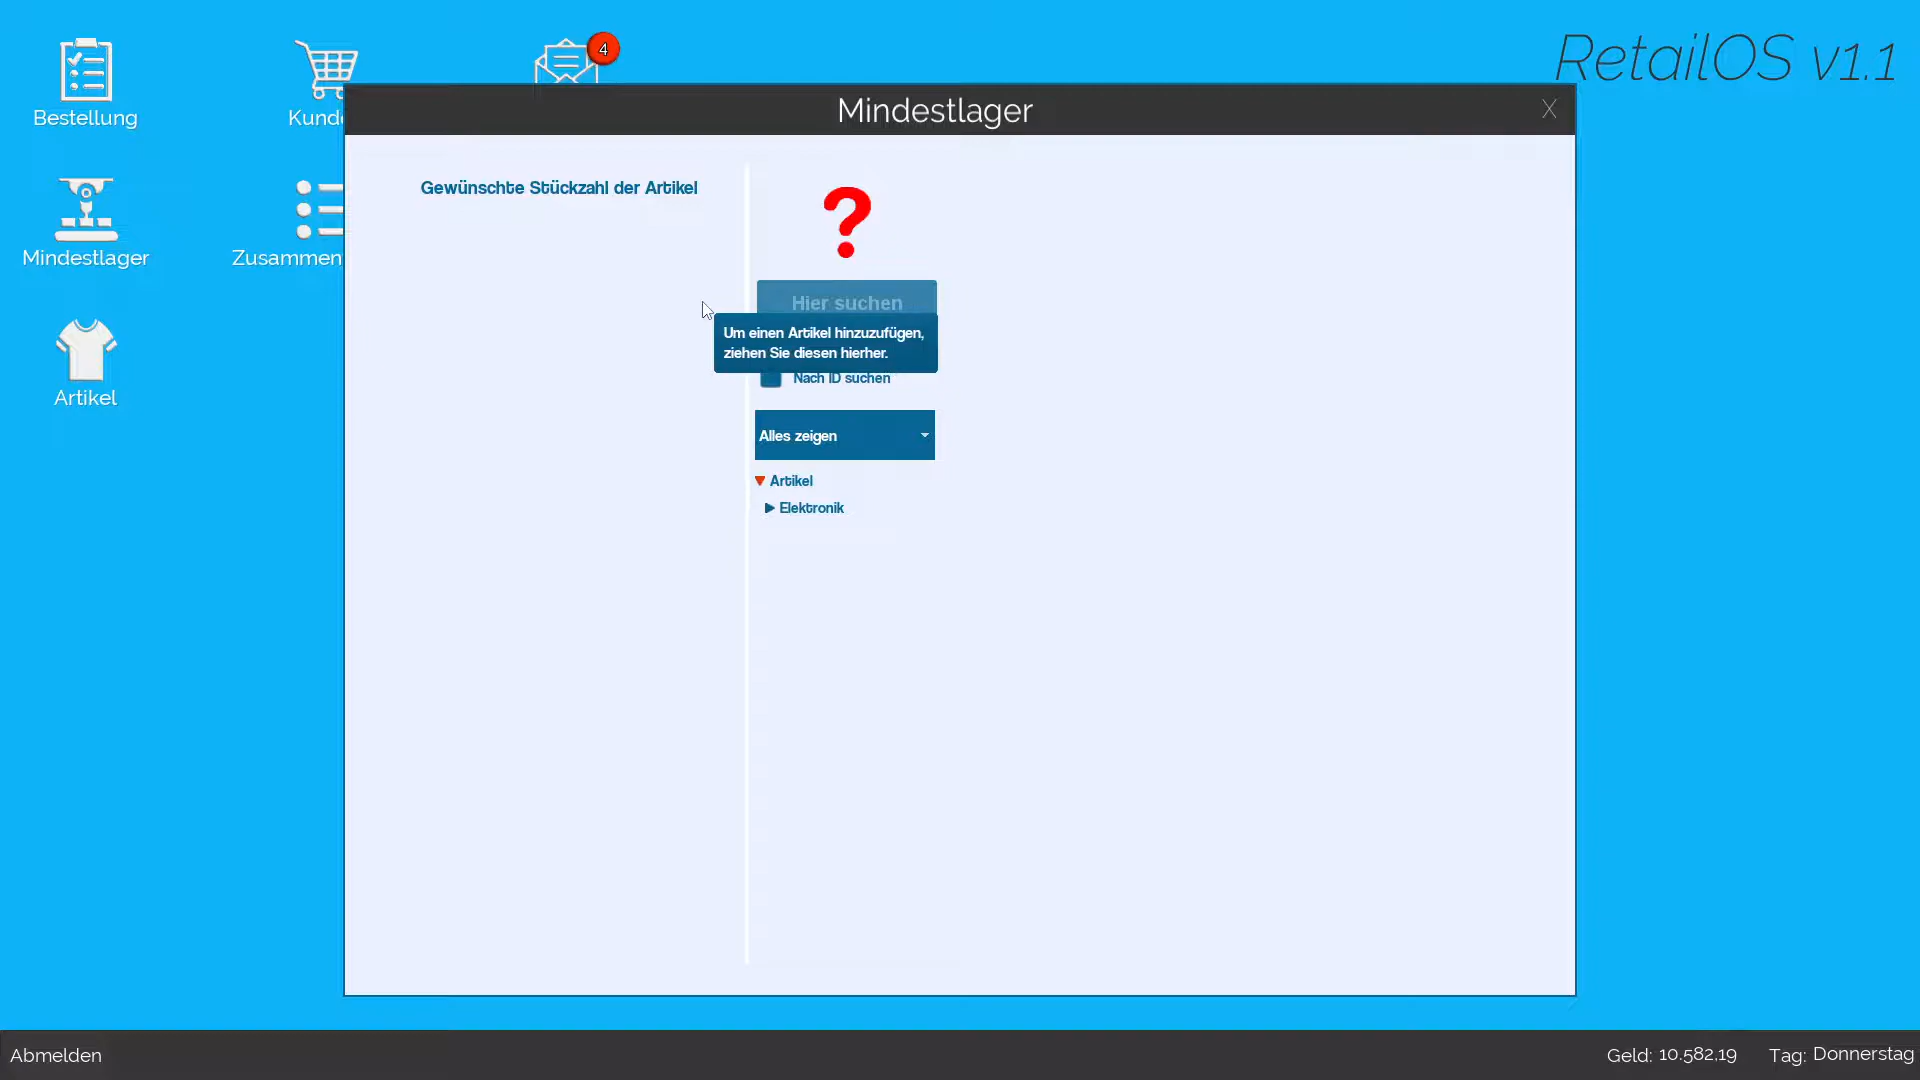 RetailOS v1.1
4
Bestellung
Kunde
Mindestlager
X
Gewünschte Stückzahl der Artikel
?
Mindestlager
Zusammen
Hier suchen
Um einen Artikel hinzuzufügen,
ziehen Sie diesen hierher.
Nach ID suchen
Artikel
Alles zeigen
Artikel
Elektronik
Abmelden
Geld: 10.582,19
Tag: Donnerstag